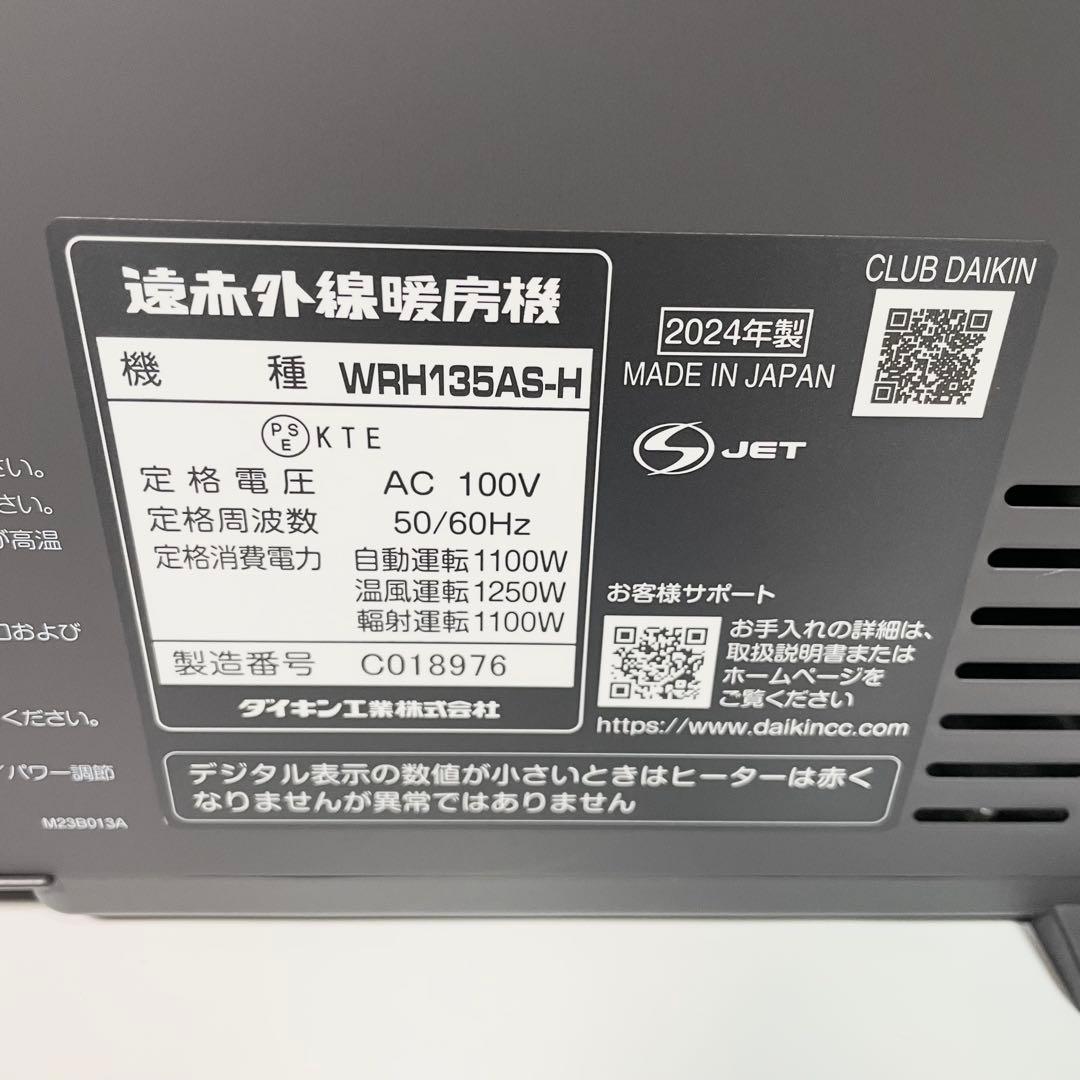 遠赤外線暖房機
機 種 WRH135AS-H
PSE KTE
定格電圧 AC 100V
定格周波数 50/60Hz
定格消費電力 自動運転1100W
温風運転1250W
輻射運転1100W
製造番号 C018976
ダイキン工業株式会社
2024年製
MADE IN JAPAN
JET
CLUB DAIKIN
お客様サポート
お手入れの詳細は、
取扱説明書または
ホームページを
ご覧ください
https://www.daikincc.com
デジタル表示の数値が小さいときはヒーターは赤く
なりませんが異常ではありません
さい。
さい。
が高温
口および
ください。
パワー調節
M23B013A